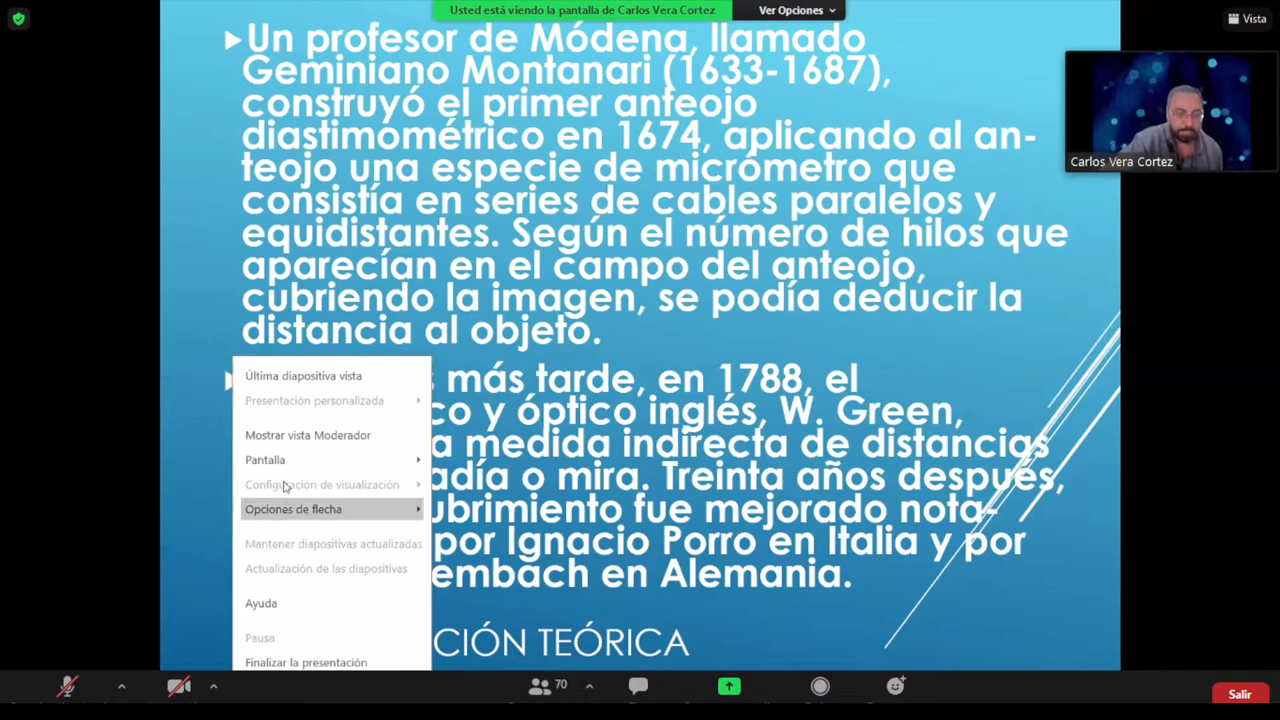 Usted está viendo la pantalla de Carlos Vera Cortez
Ver Opciones
Vista
Un profesor de Módena, llamado
Geminiano Montanari (1633-1687),
construyó el primer anteojo
diastimométrico en 1674, aplicando al an-
teojo una especie de micrómetro que
consistía en series de cables paralelos y
equidistantes. Según el número de hilos que
aparecían en el campo del anteojo,
cubriendo la imagen, se podía deducir la
distancia al objeto.
Carlos Vera Cortez
más tarde, en 1788, el
co y óptico inglés, W. Green,
a medida indirecta de distancias
adía o mira. Treinta años después,
ubrimiento fue mejorado nota-
por Ignacio Porro en Italia y por
embach en Alemania.
CIÓN TEÓRICA
Última diapositiva vista
Presentación personalizada
Mostrar vista Moderador
Pantalla
Configuración de visualización
Opciones de flecha
Mantener diapositivas actualizadas
Actualización de las diapositivas
Ayuda
Pausa
Finalizar la presentación
70
Salir